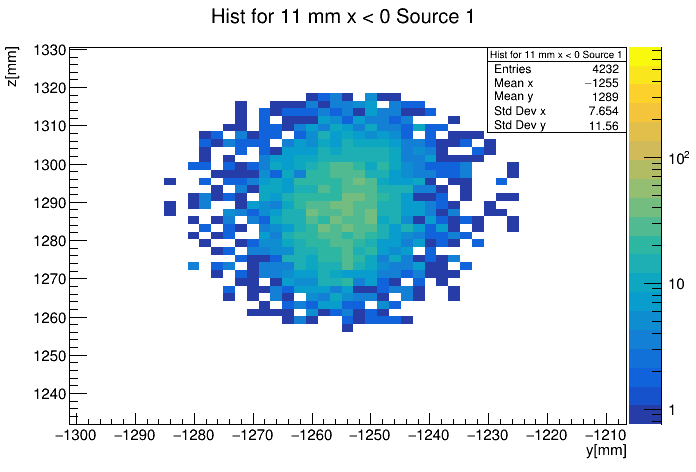 Hist for 11 mm x < 0 Source 1
z[mm]
1330
1320
1310
1300
1290
1280
1270
1260
1250
1240
Hist for 11 mm x < 0 Source 1
Entries 4232
Mean x −1255
Mean y 1289
Std Dev x 7.654
Std Dev y 11.56
10²
10
1
−1300 −1290 −1280 −1270 −1260 −1250 −1240 −1230 −1220 −1210
y[mm]